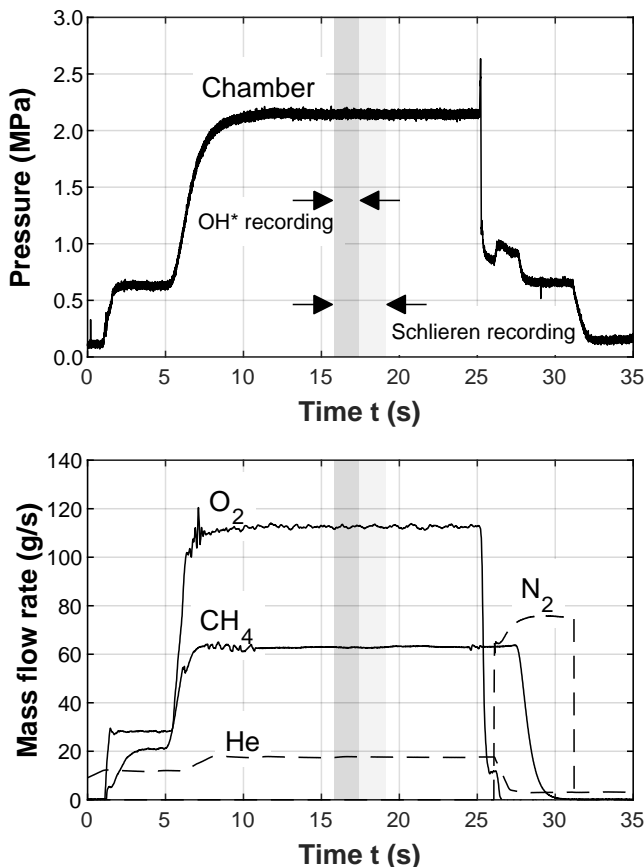 3.0
2.5
2.0
1.5
1.0
0.5
0.0
Pressure (MPa)
Chamber
OH* recording
Schlieren recording
0 5 10 15 20 25 30 35
Time t (s)
140
120
100
80
60
40
20
0
Mass flow rate (g/s)
O2
CH4
He
N2
0 5 10 15 20 25 30 35
Time t (s)